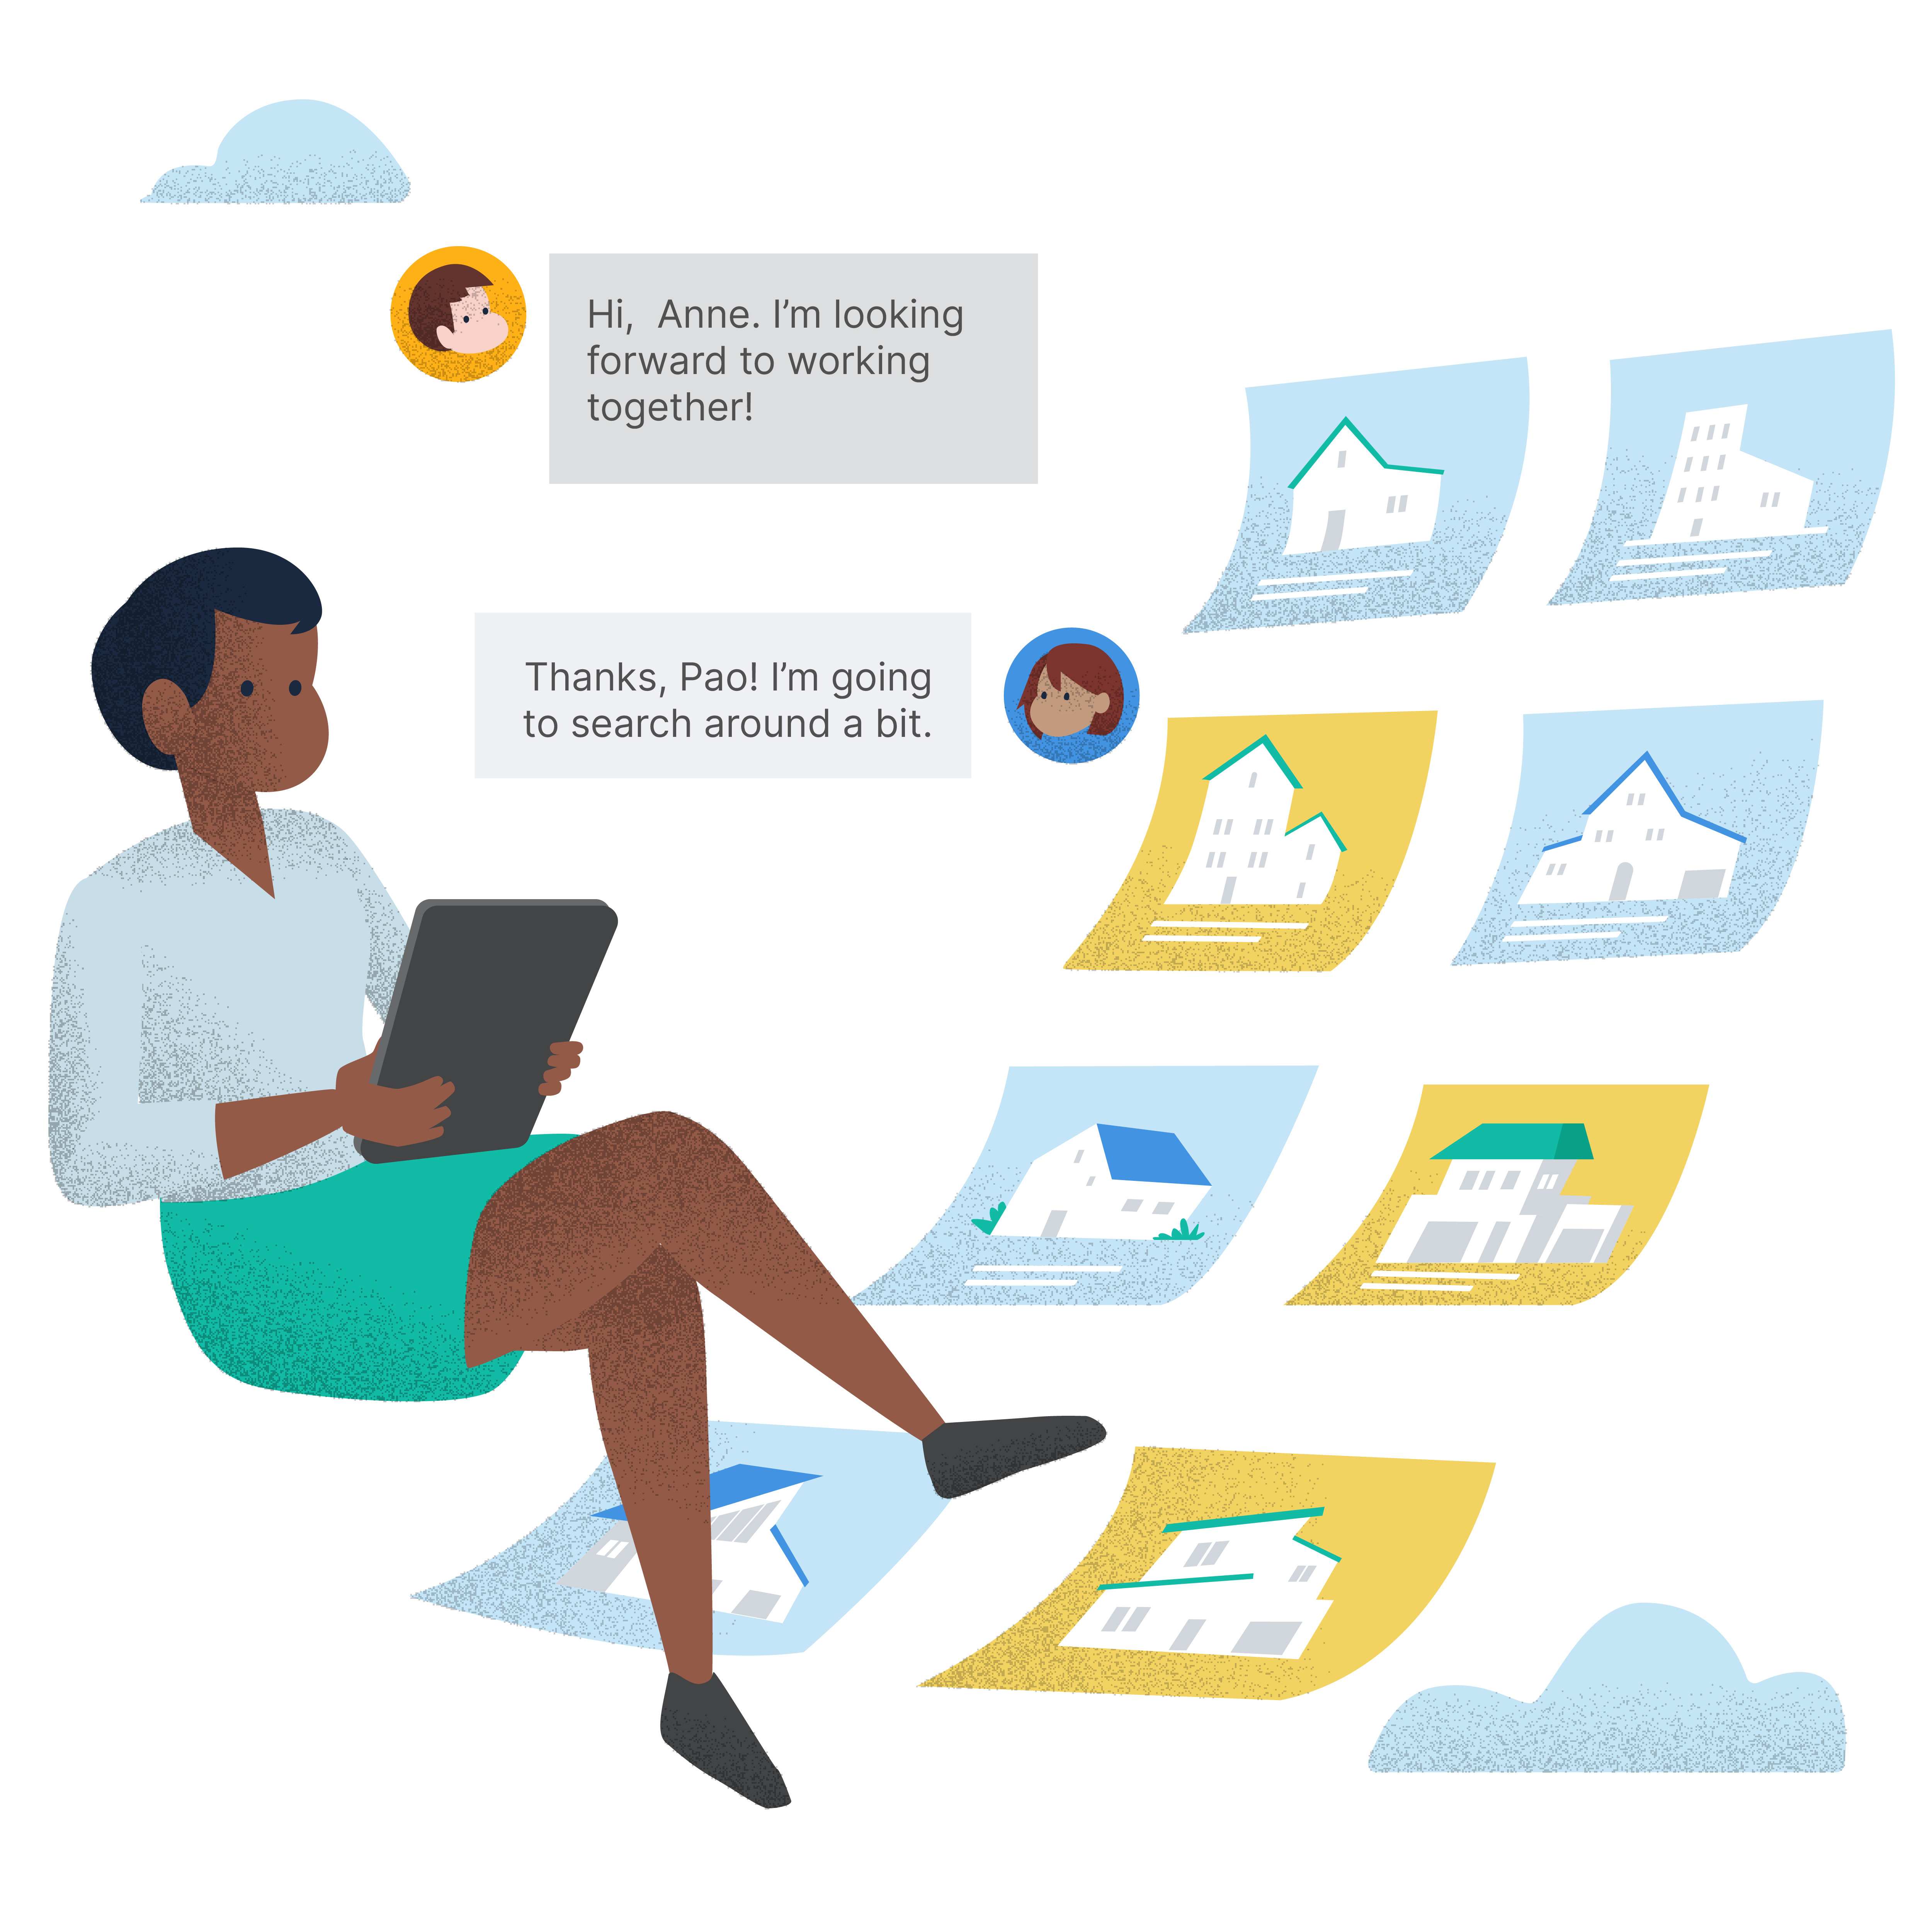 Hi,  Anne. I’m looking
forward to working
together!
Thanks, Pao! I’m going
to search around a bit.